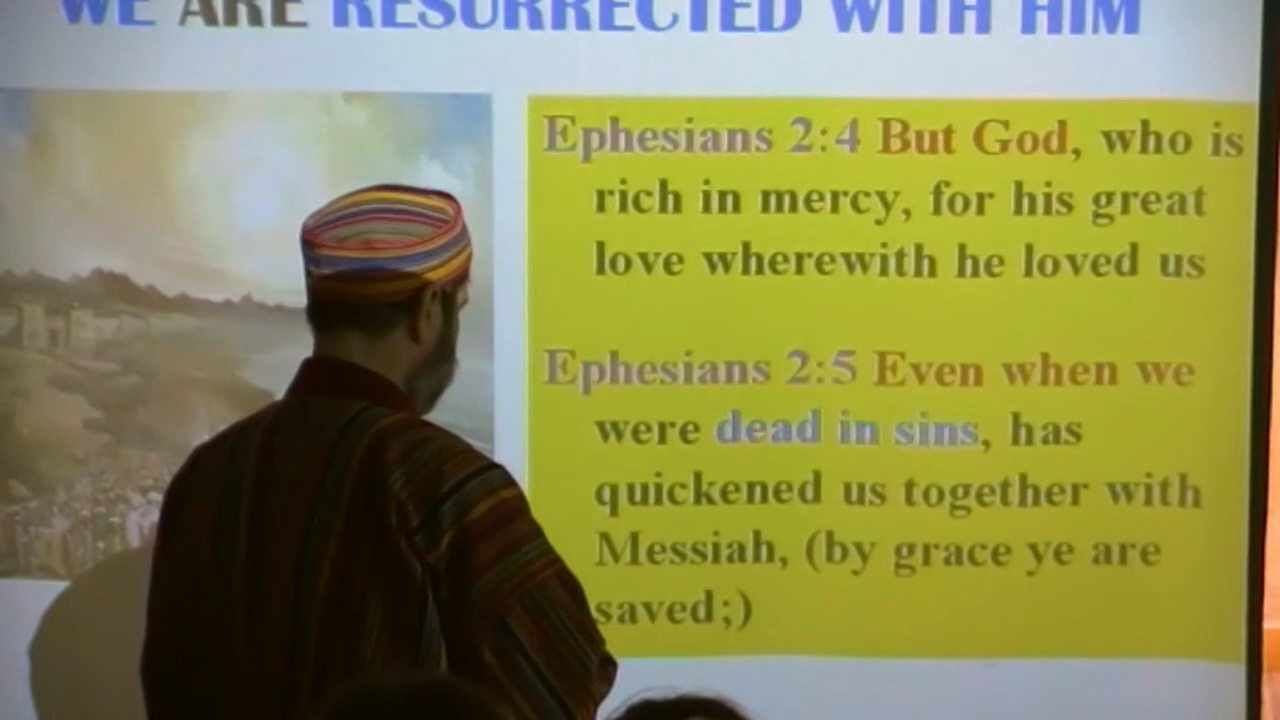 WE ARE RESURRECTED WITH HIM
Ephesians 2:4 But God, who is
rich in mercy, for his great
love wherewith he loved us
Ephesians 2:5 Even when we
were dead in sins, has
quickened us together with
Messiah, (by grace ye are
saved;)